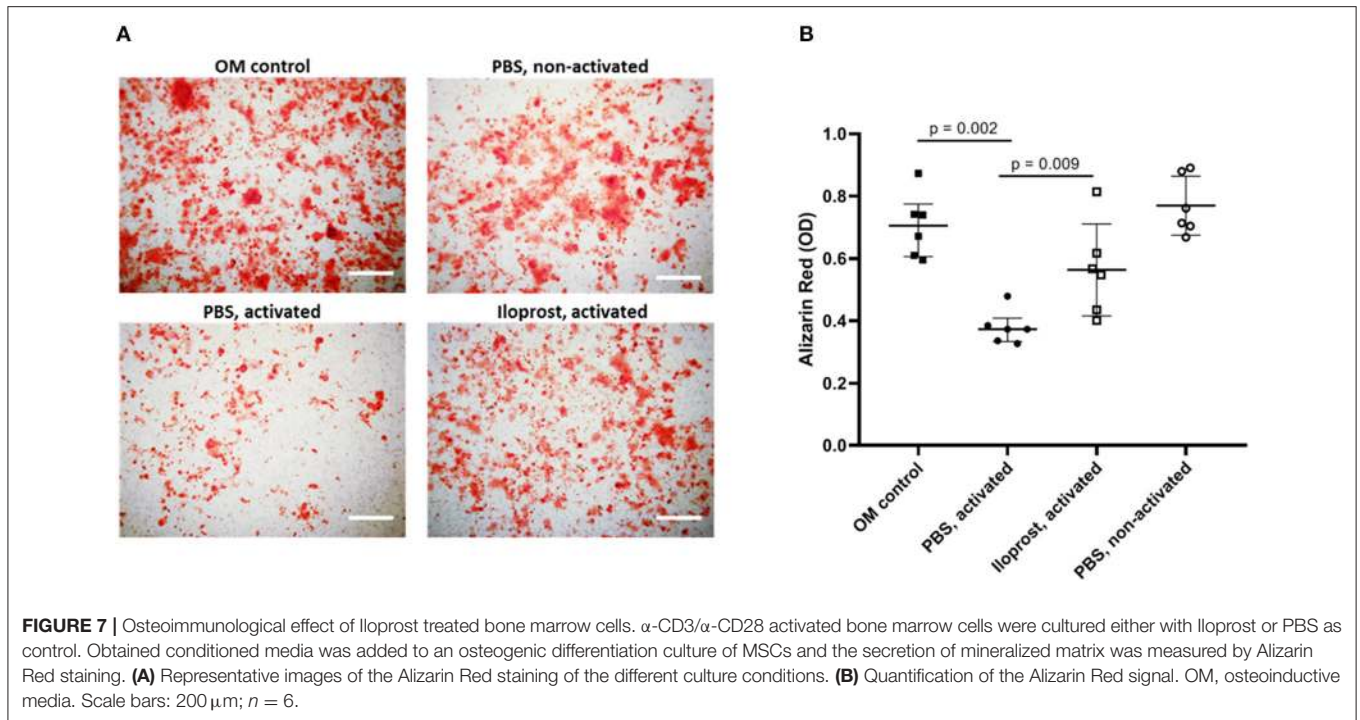 A
OM control
PBS, non-activated
PBS, activated
Iloprost, activated
B
p = 0.002
p = 0.009
Alizarin Red (OD)
1.0
0.8
0.6
0.4
0.2
0.0
OM control
PBS, activated
Iloprost, activated
PBS, non-activated
FIGURE 7 | Osteoimmunological effect of Iloprost treated bone marrow cells. α-CD3/α-CD28 activated bone marrow cells were cultured either with Iloprost or PBS as
control. Obtained conditioned media was added to an osteogenic differentiation culture of MSCs and the secretion of mineralized matrix was measured by Alizarin
Red staining. (A) Representative images of the Alizarin Red staining of the different culture conditions. (B) Quantification of the Alizarin Red signal. OM, osteoinductive
media. Scale bars: 200 μm; n = 6.